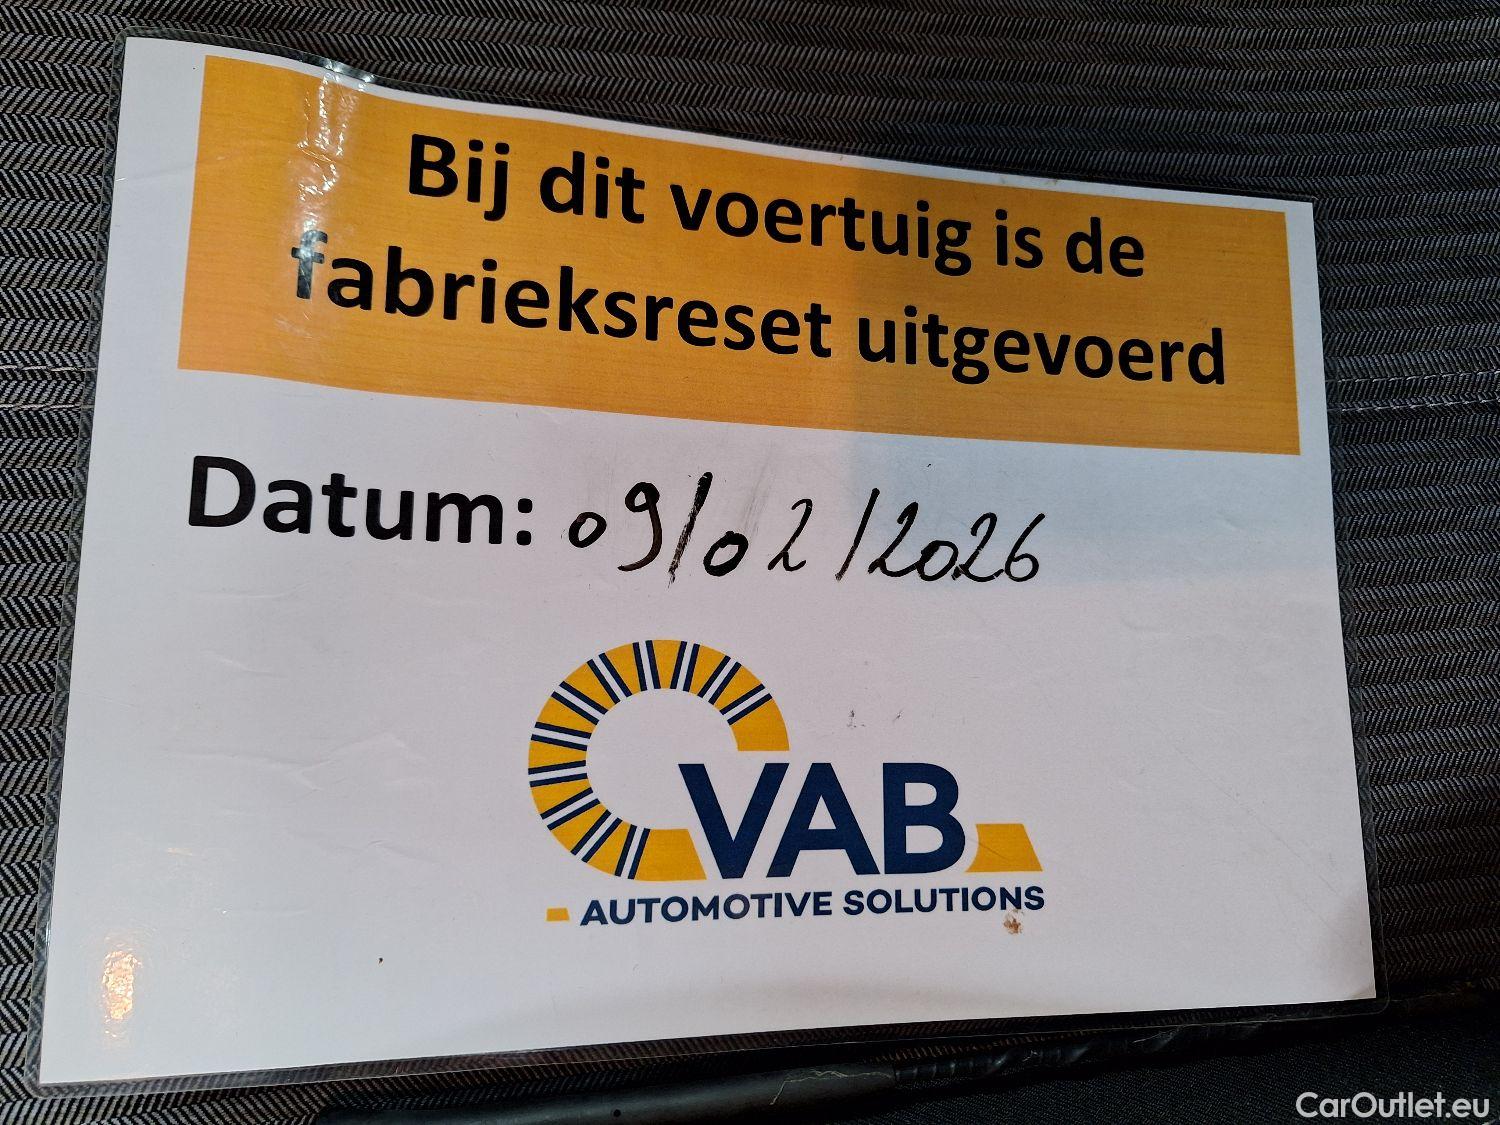 Bij dit voertuig is de
fabrieksreset uitgevoerd
Datum: 09/02/2026
VAB
AUTOMOTIVE SOLUTIONS
CarOutlet.eu